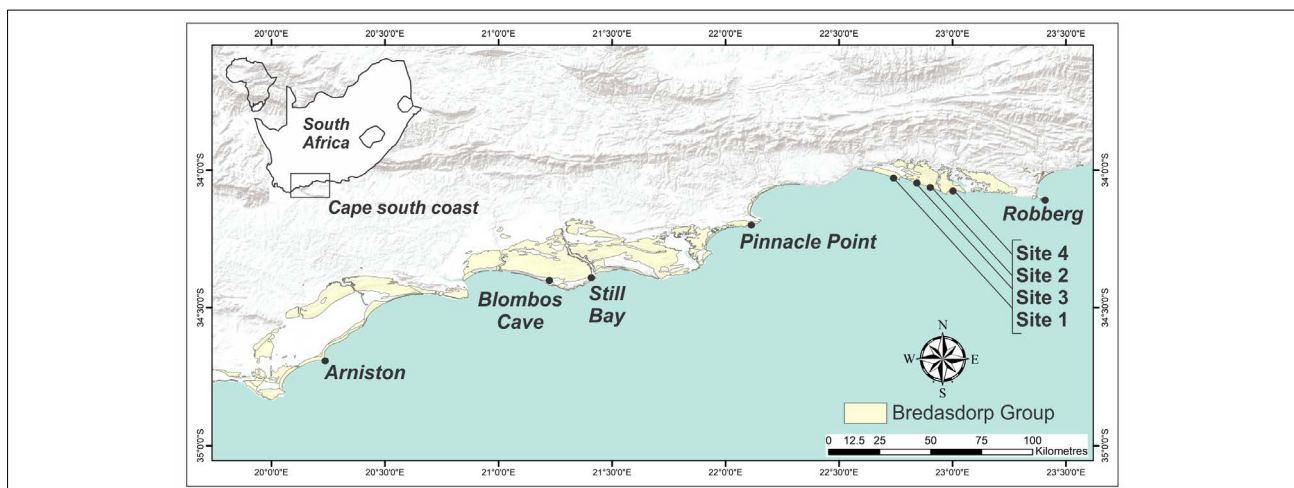 20°0'0"E
20°30'0"E
21°0'0"E
21°30'0"E
22°0'0"E
22°30'0"E
23°0'0"E
23°30'0"E
South
Africa
Cape south coast
34°0'0"S
34°0'0"S
Robberg
Pinnacle Point
Site 4
Site 2
Site 3
Site 1
Blombos
Cave
Still
Bay
34°30'0"S
34°30'0"S
Arniston
N
W
E
S
Bredasdorp Group
0
12.5
25
50
75
100
Kilometres
35°0'0"S
35°0'0"S
20°0'0"E
20°30'0"E
21°0'0"E
21°30'0"E
22°0'0"E
22°30'0"E
23°0'0"E
23°30'0"E